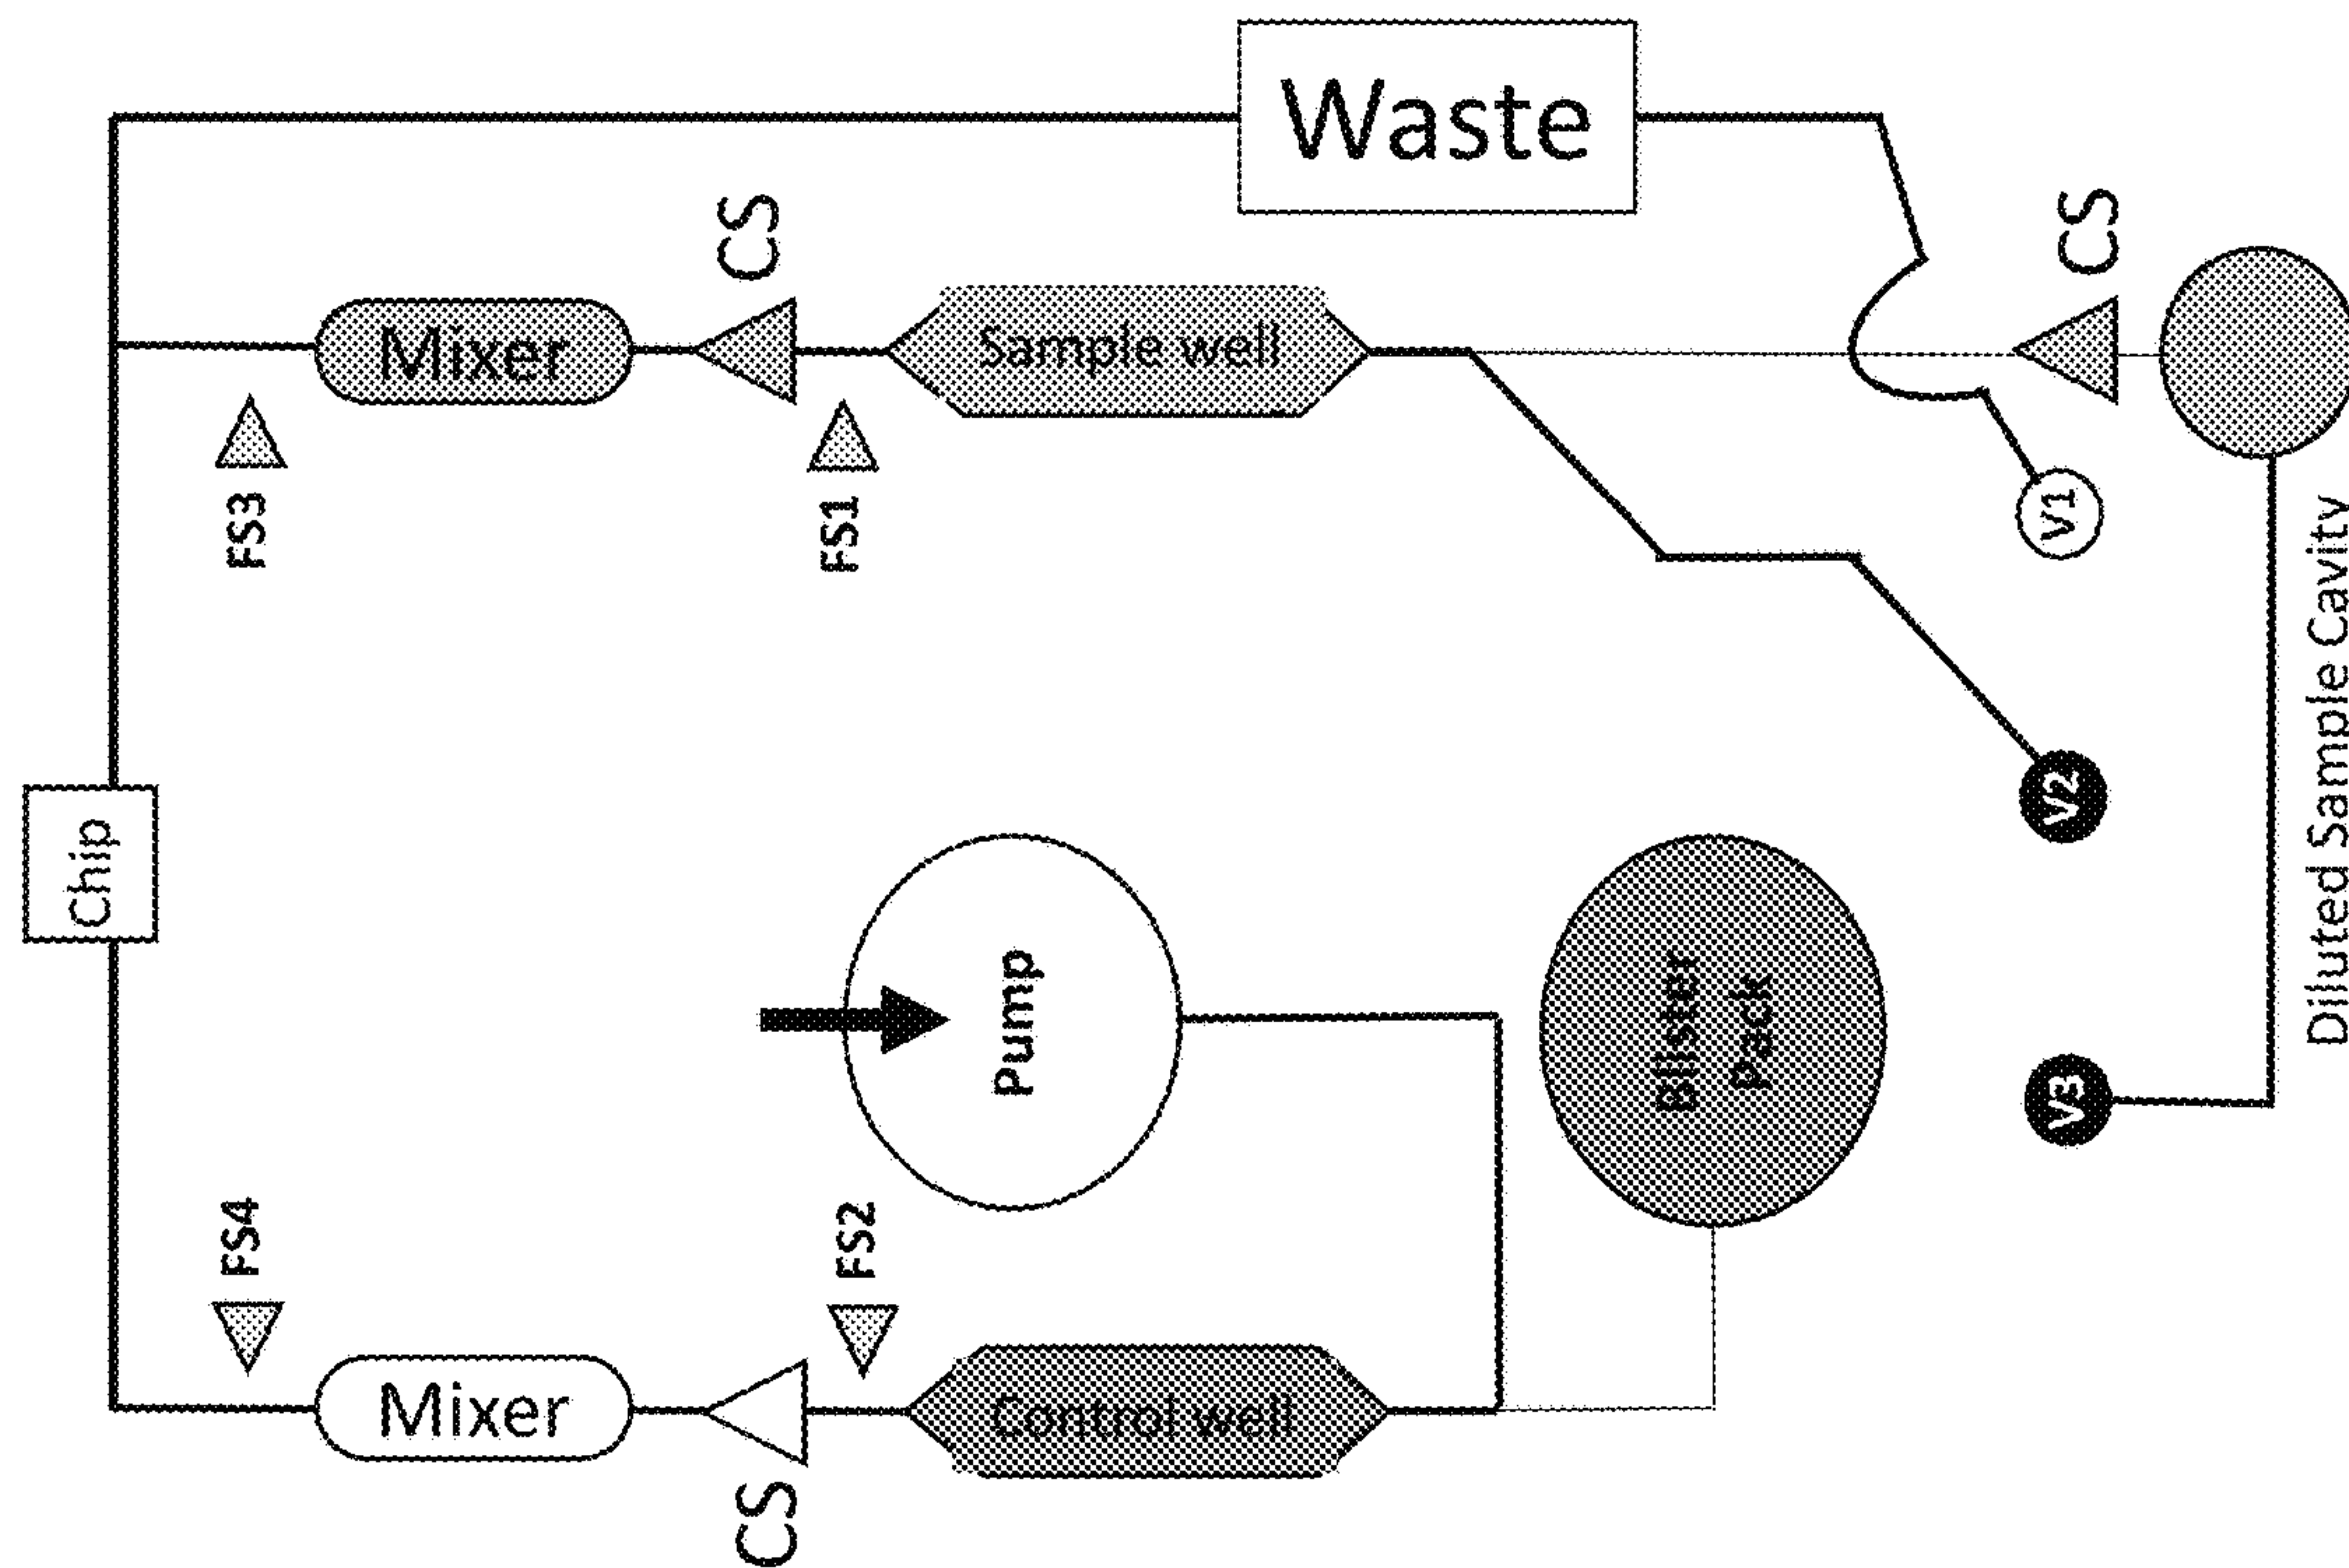 Waste
CS
CS
Mixer
Sample well
FS3
FS1
V1
Chip
V2
Pump
Blister
Pack
V3
Diluted Sample Cavity
FS4
FS2
Mixer
Control well
CS